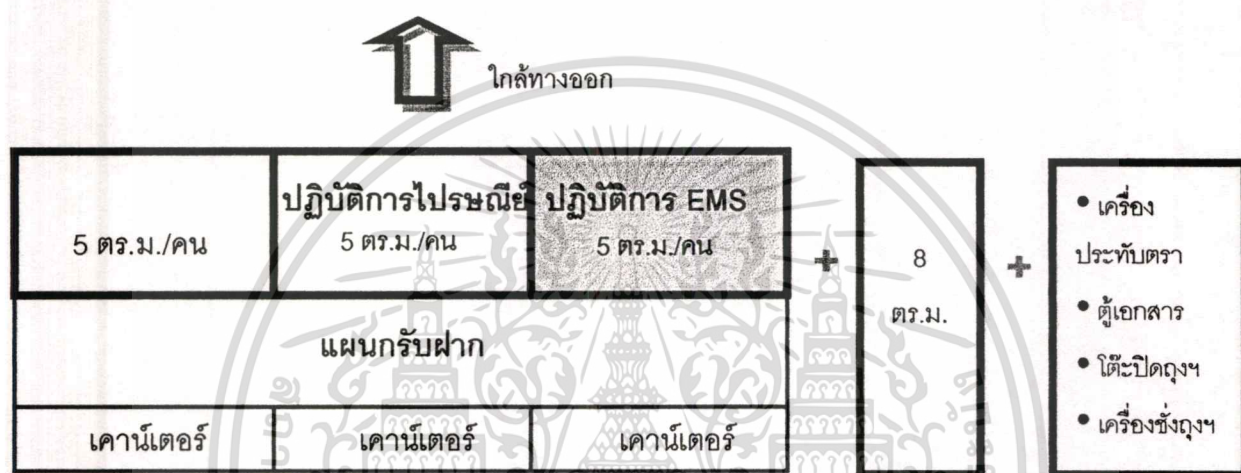 ใกล้ทางออก
ปฏิบัติการไปรษณีย์ ปฏิบัติการ EMS
5 ตร.ม./คน 5 ตร.ม./คน 5 ตร.ม./คน
+ 8 ตร.ม. +
• เครื่อง
ประทับตรา
• ตู้เอกสาร
• โต๊ะปิดถุงฯ
• เครื่องชั่งถุงฯ
แผนกรับฝาก
เคาน์เตอร์ เคาน์เตอร์ เคาน์เตอร์